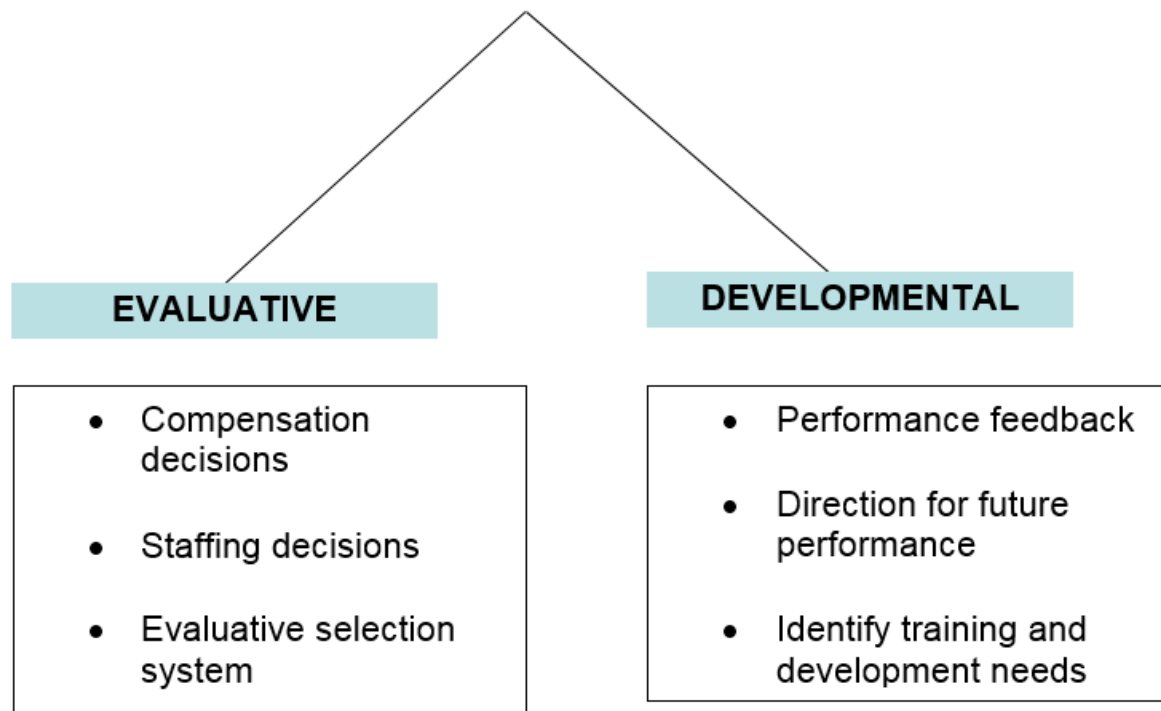 EVALUATIVE
• Compensation
decisions
• Staffing decisions
• Evaluative selection
system
DEVELOPMENTAL
• Performance feedback
• Direction for future
performance
• Identify training and
development needs